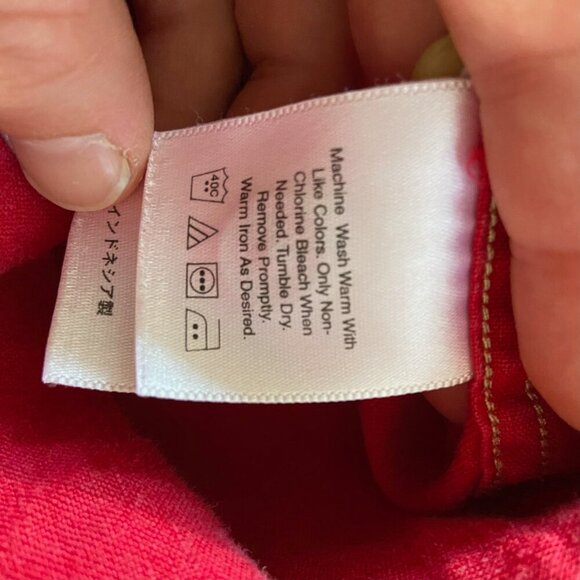 Machine Wash Warm With
Like Colors. Only Non-
Chlorine Bleach When
Needed. Tumble Dry.
Remove Promptly.
Warm Iron As Desired.
40C
インドネシア製